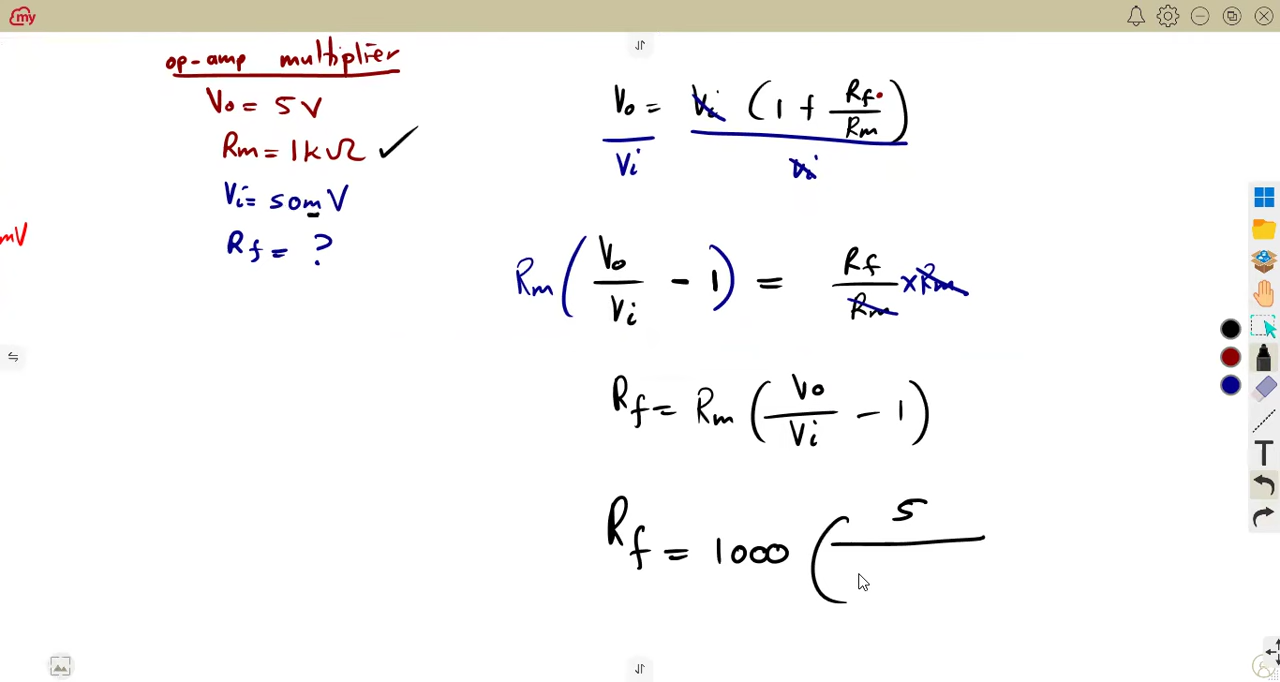 my
op-amp multiplier
Vo = 5V
Rm = 1kΩ ✓
Vi = 50mV
Rf = ?
mV
Vo = Vi (1 + Rf/Rm)
Vi Vi
Rm (Vo/Vi - 1) = Rf/Rm × Rm
Rf = Rm (Vo/Vi - 1)
Rf = 1000 ( 5
T